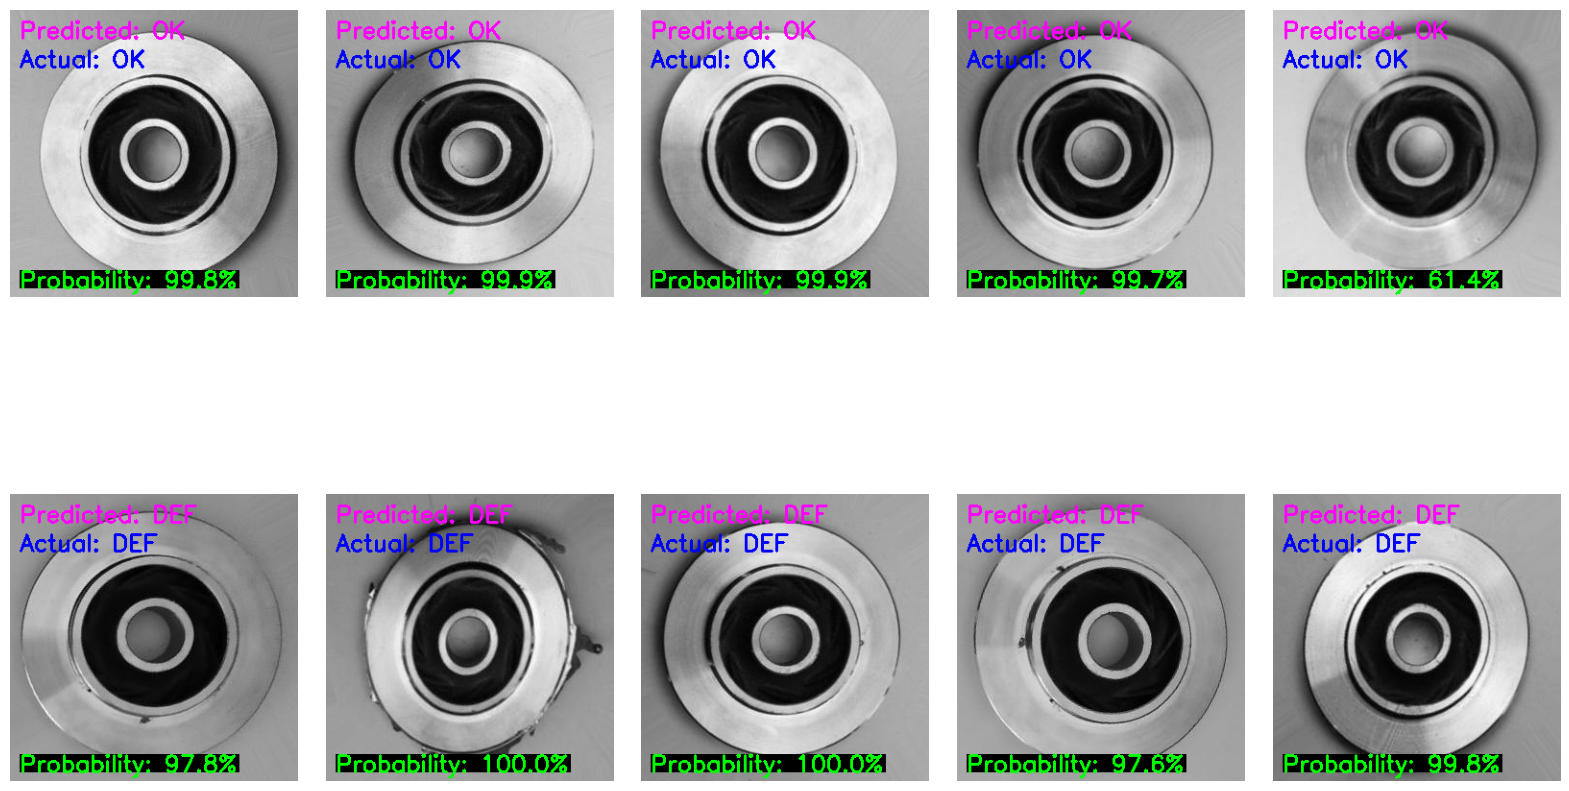 Predicted: OK
Actual: OK
Probability: 99.8%
Predicted: OK
Actual: OK
Probability: 99.9%
Predicted: OK
Actual: OK
Probability: 99.9%
Predicted: OK
Actual: OK
Probability: 99.7%
Predicted: OK
Actual: OK
Probability: 61.4%
Predicted: DEF
Actual: DEF
Probability: 97.8%
Predicted: DEF
Actual: DEF
Probability: 100.0%
Predicted: DEF
Actual: DEF
Probability: 100.0%
Predicted: DEF
Actual: DEF
Probability: 97.6%
Predicted: DEF
Actual: DEF
Probability: 99.8%